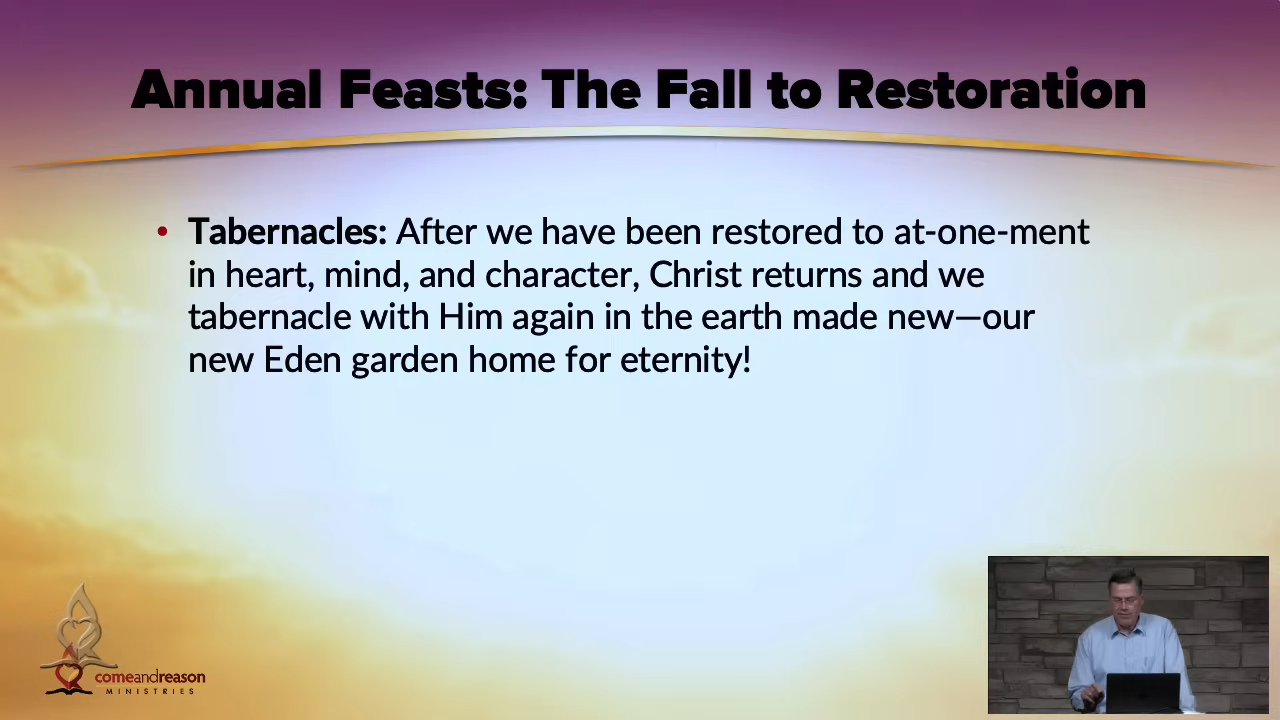 Annual Feasts: The Fall to Restoration
• Tabernacles: After we have been restored to at-one-ment
in heart, mind, and character, Christ returns and we
tabernacle with Him again in the earth made new—our
new Eden garden home for eternity!
comeandreason
MINISTRIES